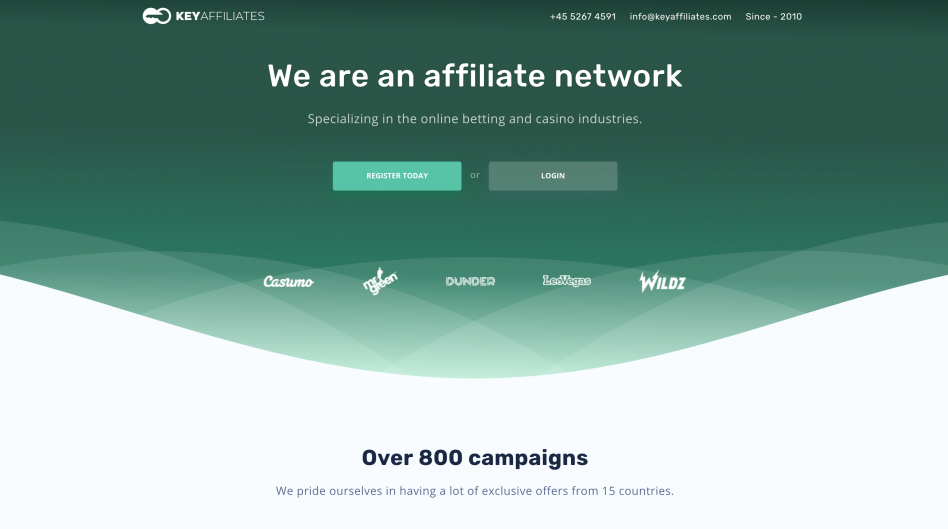 KEYAFFILIATES
+45 5267 4591 info@keyaffiliates.com Since - 2010
We are an affiliate network
Specializing in the online betting and casino industries.
REGISTER TODAY or LOGIN
Casumo mr green DUNDER LeoVegas WILDZ
Over 800 campaigns
We pride ourselves in having a lot of exclusive offers from 15 countries.